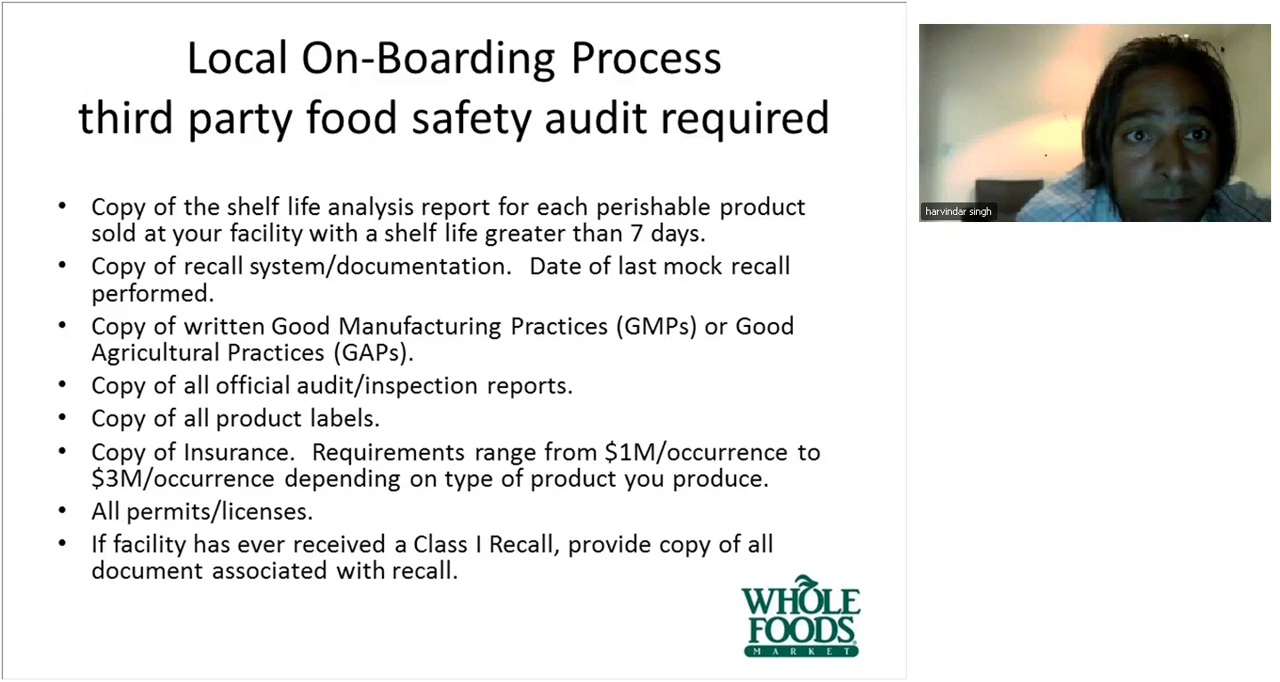 Local On-Boarding Process
third party food safety audit required
• Copy of the shelf life analysis report for each perishable product
sold at your facility with a shelf life greater than 7 days.
• Copy of recall system/documentation.  Date of last mock recall
performed.
• Copy of written Good Manufacturing Practices (GMPs) or Good
Agricultural Practices (GAPs).
• Copy of all official audit/inspection reports.
• Copy of all product labels.
• Copy of Insurance.  Requirements range from $1M/occurrence to
$3M/occurrence depending on type of product you produce.
• All permits/licenses.
• If facility has ever received a Class I Recall, provide copy of all
document associated with recall.
WHOLE
FOODS
MARKET
harvindar singh